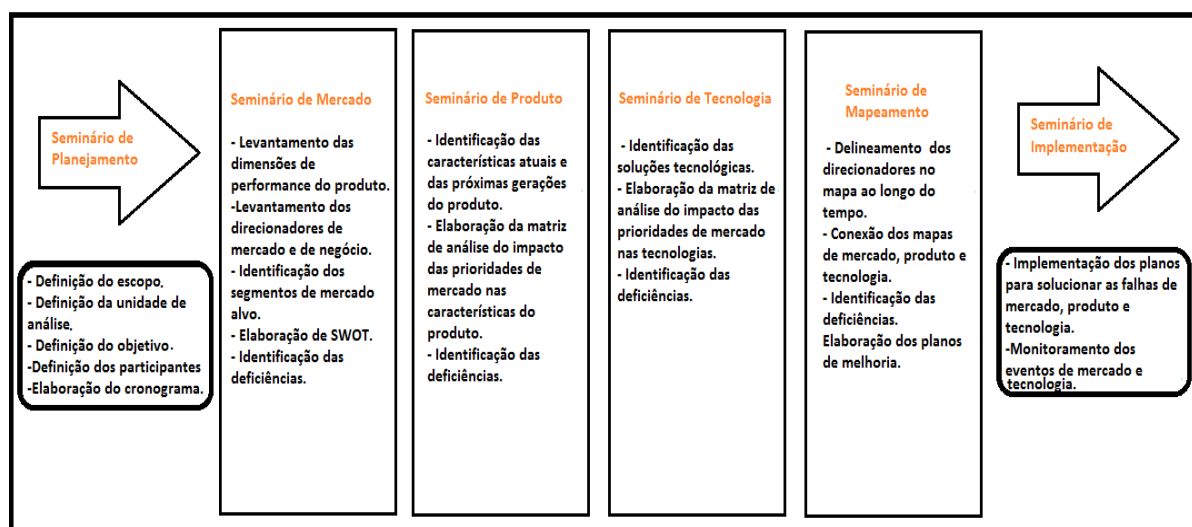 Seminário de
Planejamento
- Definição do escopo.
- Definição da unidade de
análise.
- Definição do objetivo.
-Definição dos participantes
-Elaboração do cronograma.
Seminário de Mercado
- Levantamento das
dimensões de
performance do produto.
-Levantamento dos
direcionadores de
mercado e de negócio.
- Identificação dos
segmentos de mercado
alvo.
- Elaboração de SWOT.
- Identificação das
deficiências.
Seminário de Produto
- Identificação das
características atuais e
das próximas gerações
do produto.
- Elaboração da matriz
de análise do impacto
das prioridades de
mercado nas
características do
produto.
- Identificação das
deficiências.
Seminário de Tecnologia
- Identificação das
soluções tecnológicas.
- Elaboração da matriz de
análise do impacto das
prioridades de mercado
nas tecnologias.
- Identificação das
deficiências.
Seminário de
Mapeamento
- Delineamento dos
direcionadores no
mapa ao longo do
tempo.
- Conexão dos mapas
de mercado, produto e
tecnologia.
- Identificação das
deficiências.
Elaboração dos planos
de melhoria.
Seminário de
Implementação
- Implementação dos planos
para solucionar as falhas de
mercado, produto e
tecnologia.
-Monitoramento dos
eventos de mercado e
tecnologia.